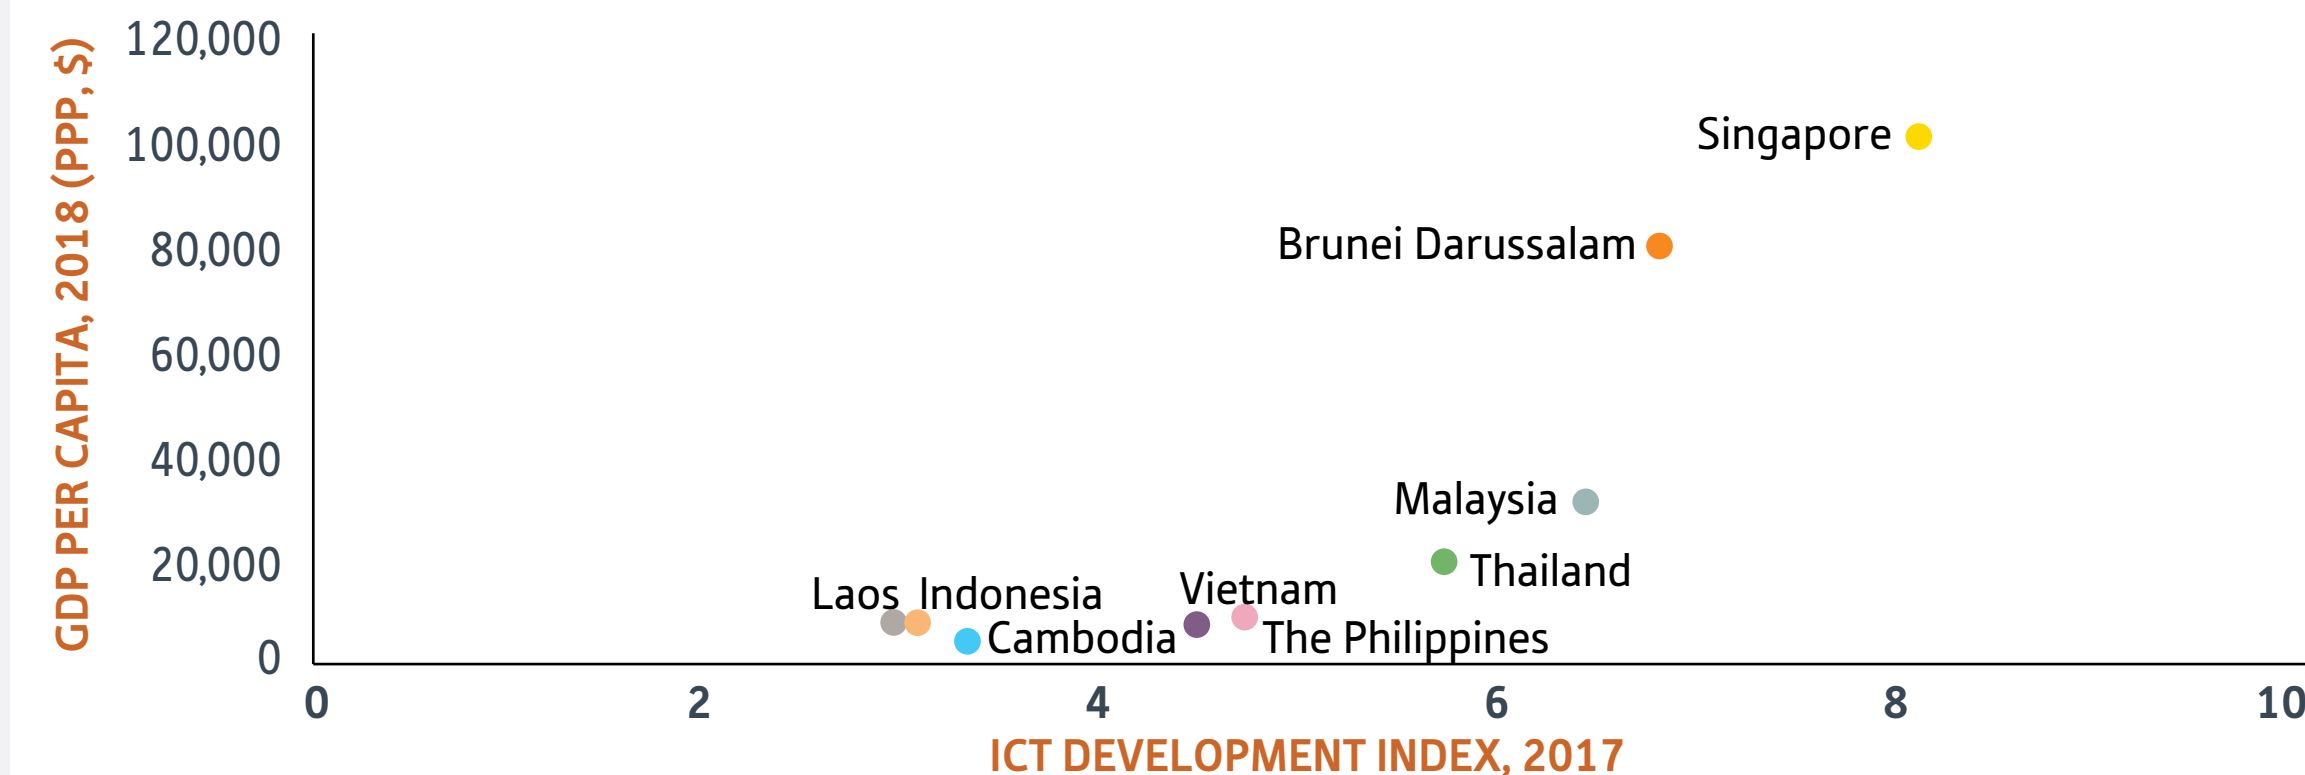 GDP PER CAPITA, 2018 (PPP, $)
120,000
100,000
80,000
60,000
40,000
20,000
0
Singapore
Brunei Darussalam
Malaysia
Thailand
Laos
Indonesia
Vietnam
Cambodia
The Philippines
0 2 4 6 8 10
ICT DEVELOPMENT INDEX, 2017